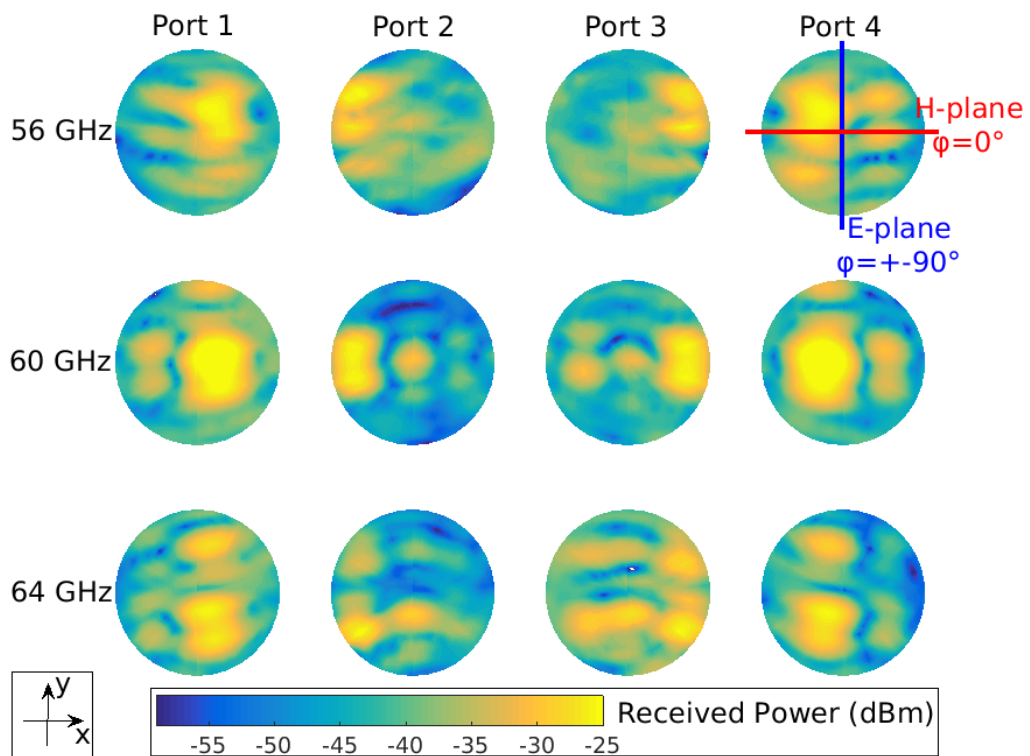 Port 1 Port 2 Port 3 Port 4
56 GHz
H-plane
φ=0°
E-plane
φ=+-90°
60 GHz
64 GHz
y
x
Received Power (dBm)
-55 -50 -45 -40 -35 -30 -25